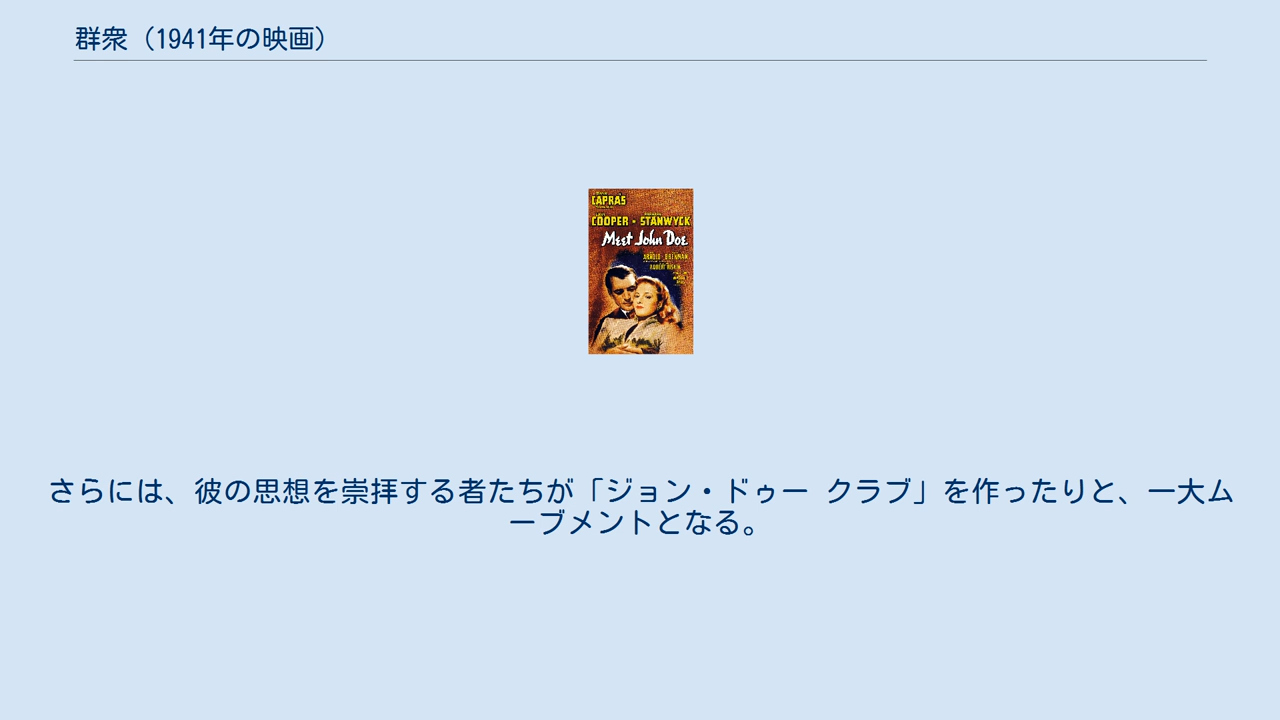 群衆（1941年の映画）
CAPRA'S
COOPER • STANWYCK
Meet John Doe
さらには、彼の思想を崇拝する者たちが「ジョン・ドゥー クラブ」を作ったりと、一大ム
ーブメントとなる。